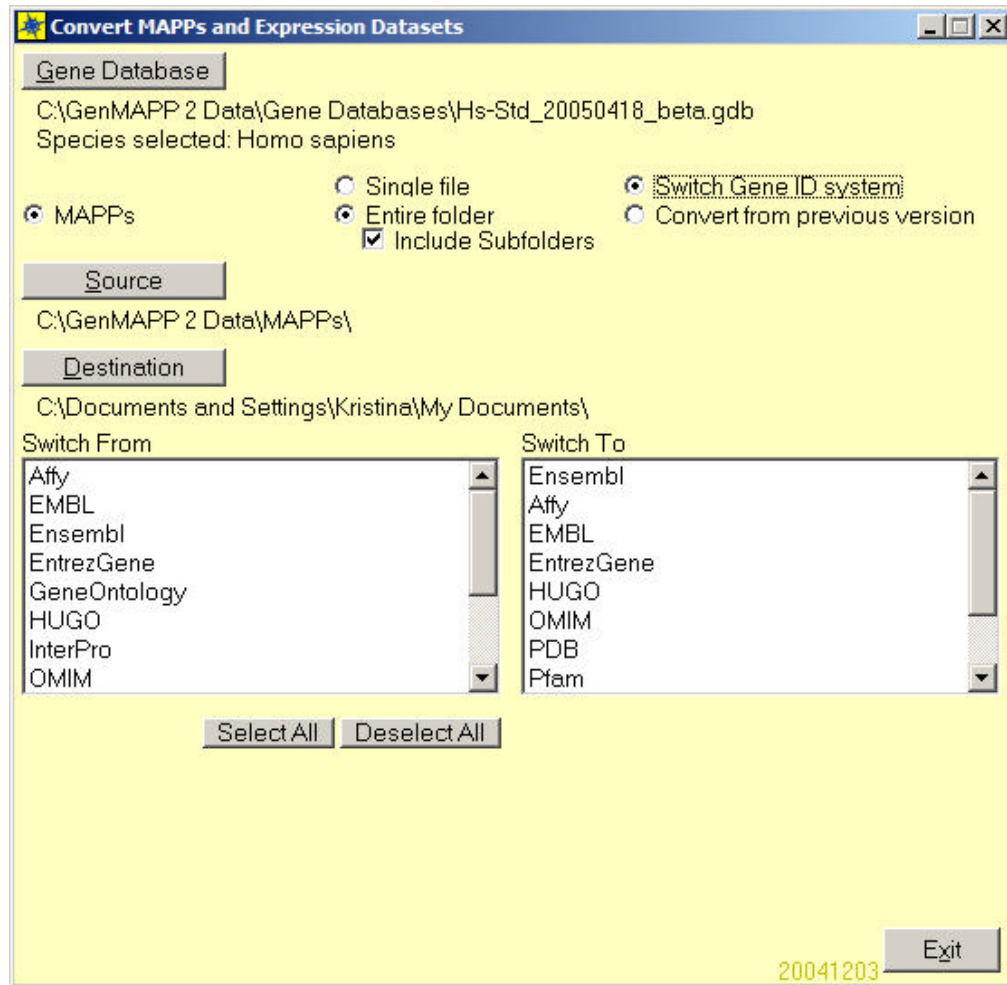 Convert MAPPs and Expression Datasets
Gene Database
C:\GenMAPP 2 Data\Gene Databases\Hs-Std_20050418_beta.gdb
Species selected: Homo sapiens
Single file
Switch Gene ID system
MAPPs
Entire folder
Convert from previous version
Include Subfolders
Source
C:\GenMAPP 2 Data\MAPPs\
Destination
C:\Documents and Settings\Kristina\My Documents\
Switch From
Affy
EMBL
Ensembl
EntrezGene
GeneOntology
HUGO
InterPro
OMIM
Switch To
Ensembl
Affy
EMBL
EntrezGene
HUGO
OMIM
PDB
Pfam
Select All
Deselect All
Exit
20041203